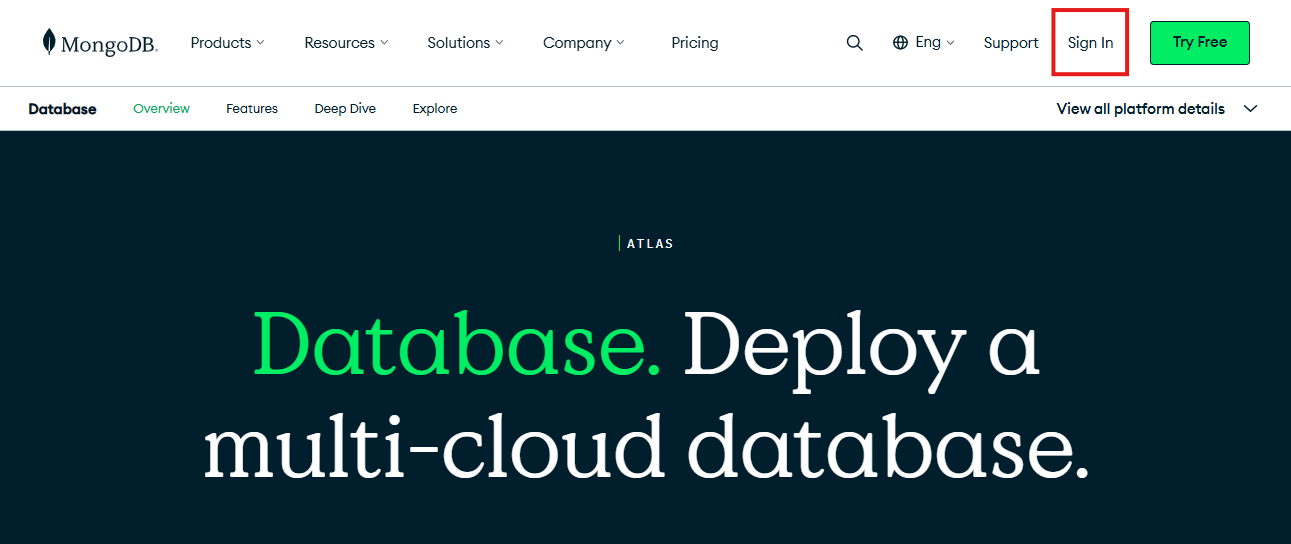 MongoDB. Products Resources Solutions Company Pricing Eng Support Sign In Try Free
Database Overview Features Deep Dive Explore View all platform details
ATLAS
Database. Deploy a
multi-cloud database.